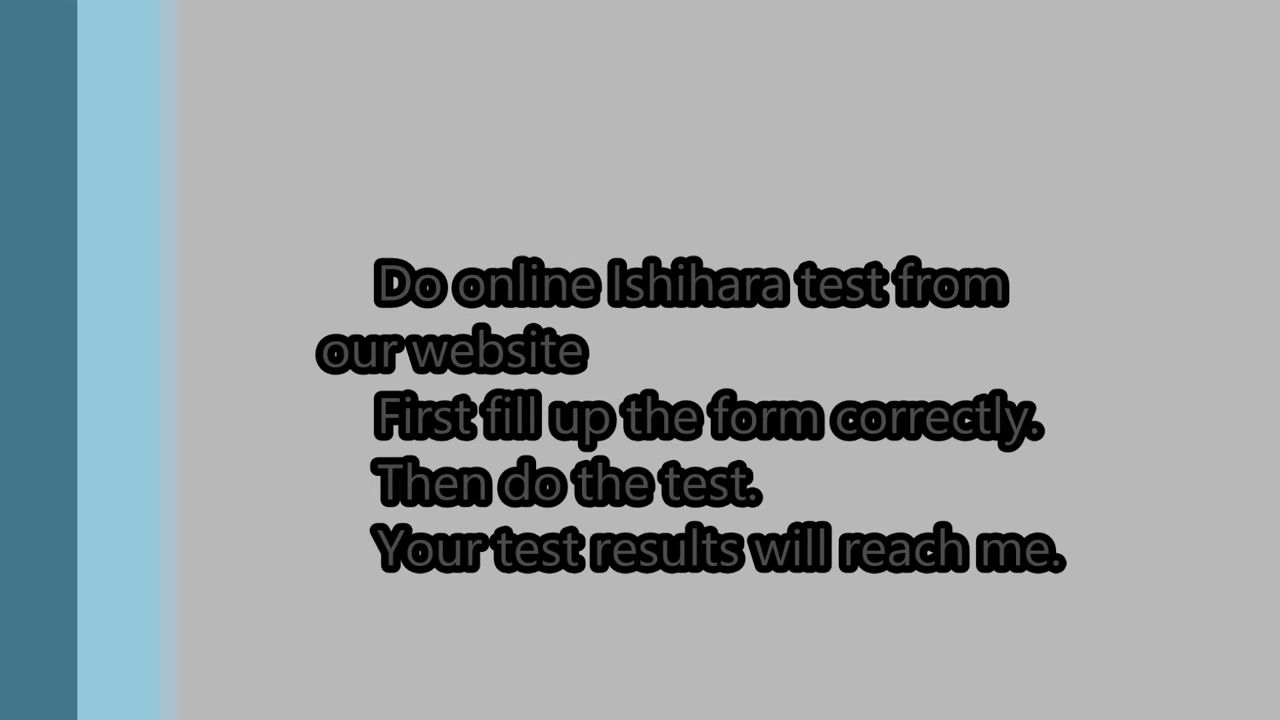 Do online Ishihara test from
our website
First fill up the form correctly.
Then do the test.
Your test results will reach me.